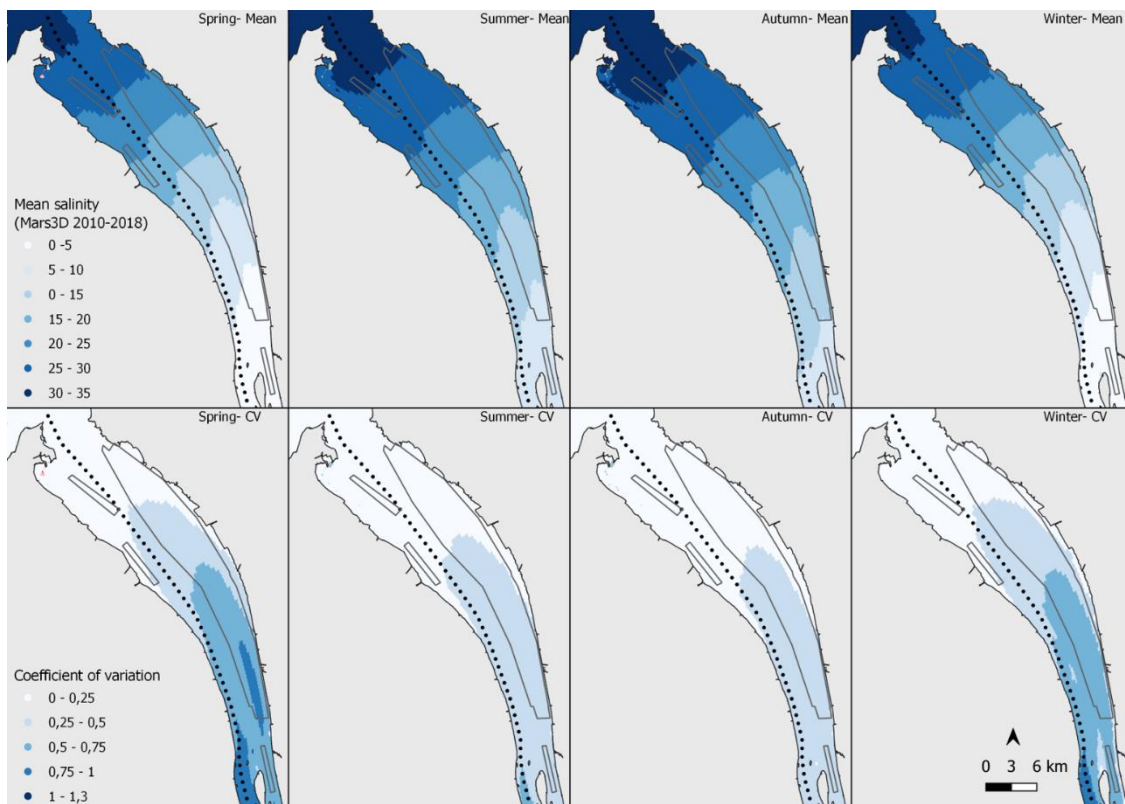 Spring- Mean
Summer- Mean
Autumn- Mean
Winter- Mean
Mean salinity
(Mars3D 2010-2018)
0 -5
5 - 10
0 - 15
15 - 20
20 - 25
25 - 30
30 - 35
Spring- CV
Summer- CV
Autumn- CV
Winter- CV
Coefficient of variation
0 - 0,25
0,25 - 0,5
0,5 - 0,75
0,75 - 1
1 - 1,3
0 3 6 km